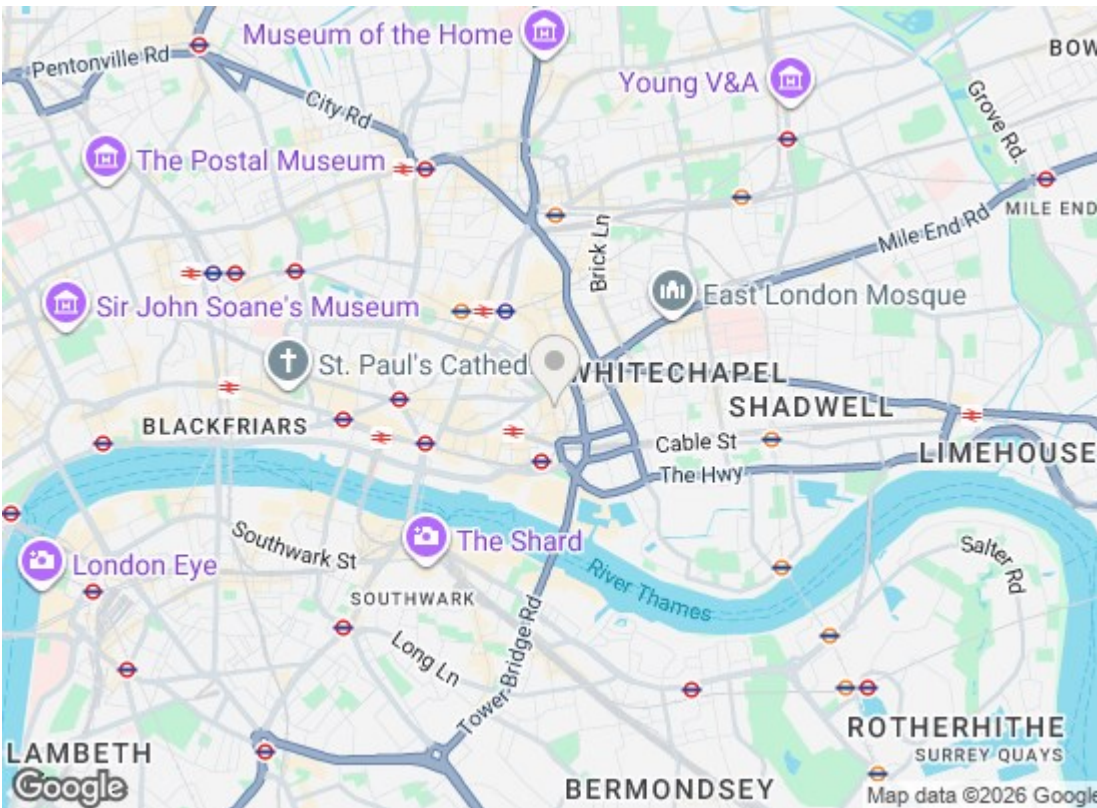 Museum of the Home
BOW
Pentonville Rd
Young V&A
City Rd
Grove Rd.
The Postal Museum
MILE END
Brick Ln
Mile End Rd
East London Mosque
Sir John Soane's Museum
St. Paul's Cathed
WHITECHAPEL
SHADWELL
BLACKFRIARS
Cable St
LIMEHOUSE
The Hwy
Southwark St
The Shard
London Eye
River Thames
Salter Rd
SOUTHWARK
Long Ln
Tower Bridge Rd
ROTHERHITHE
SURREY QUAYS
LAMBETH
BERMONDSEY
Google
Map data ©2026 Google